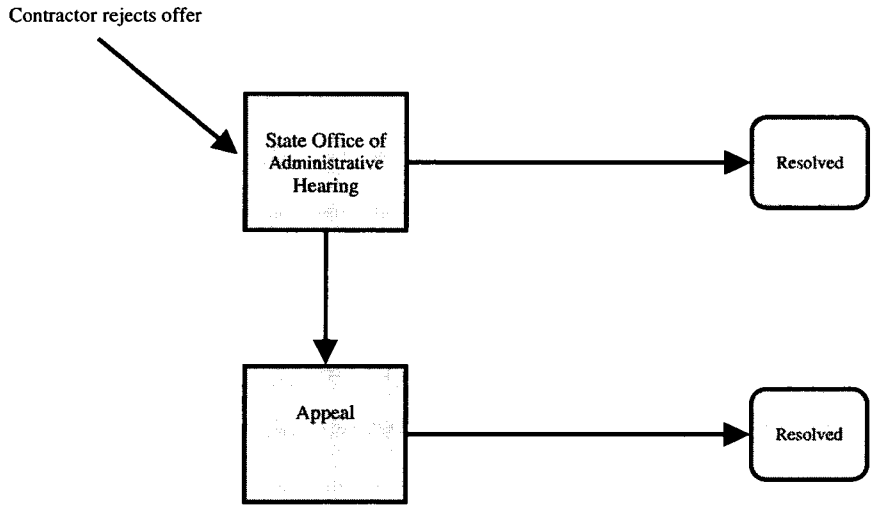 Contractor rejects offer
State Office of
Administrative
Hearing
Resolved
Appeal
Resolved